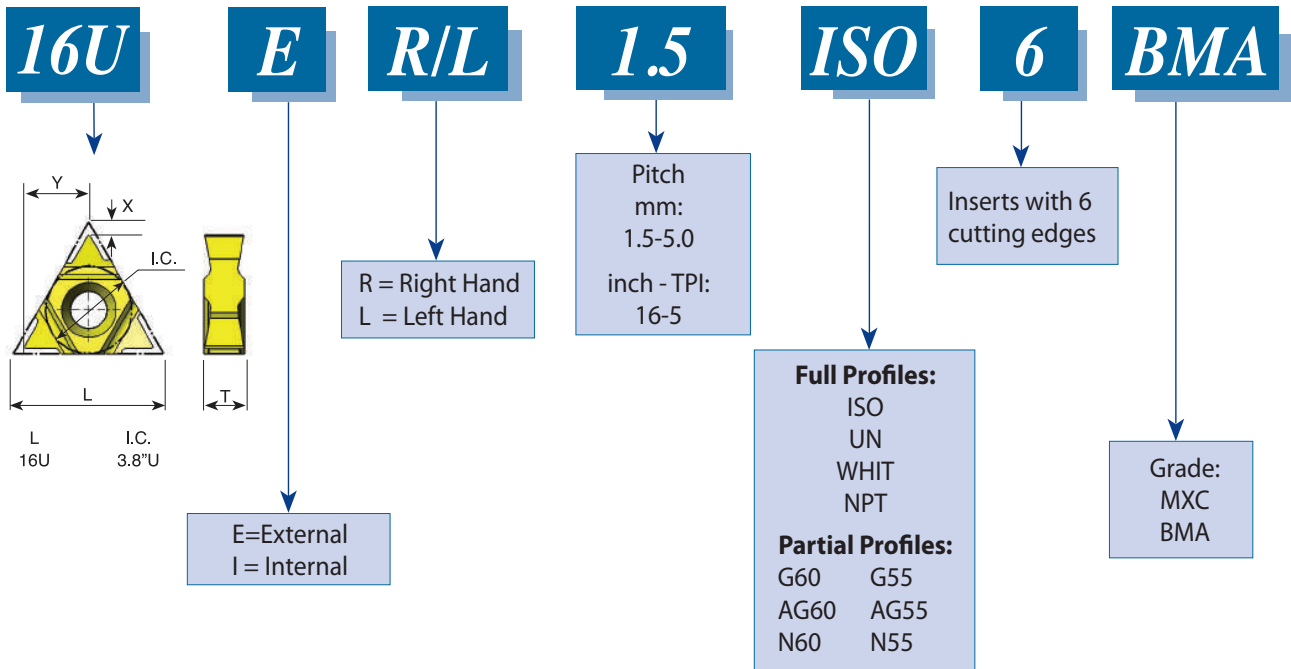 16U E R/L 1.5 ISO 6 BMA
Y
X
I.C.
L
T
L I.C.
16U 3.8”U
E=External
I = Internal
R = Right Hand
L = Left Hand
Pitch
mm:
1.5-5.0
inch - TPI:
16-5
Full Profiles:
ISO
UN
WHIT
NPT
Partial Profiles:
G60 G55
AG60 AG55
N60 N55
Inserts with 6
cutting edges
Grade:
MXC
BMA